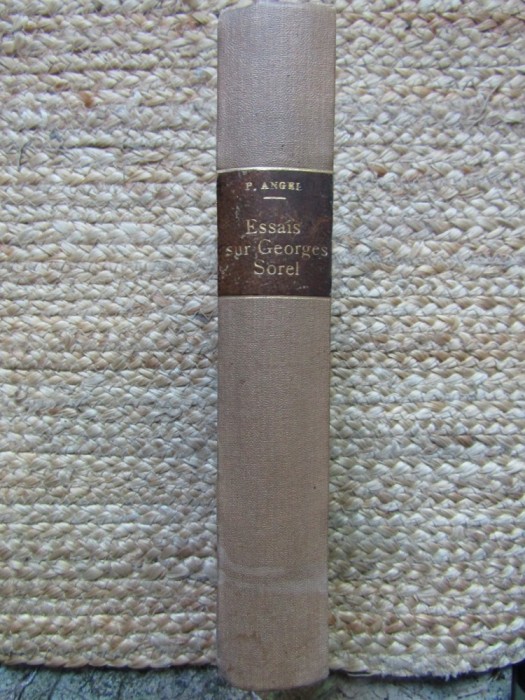 P. ANGEL
Essais
sur Georges
Sorel